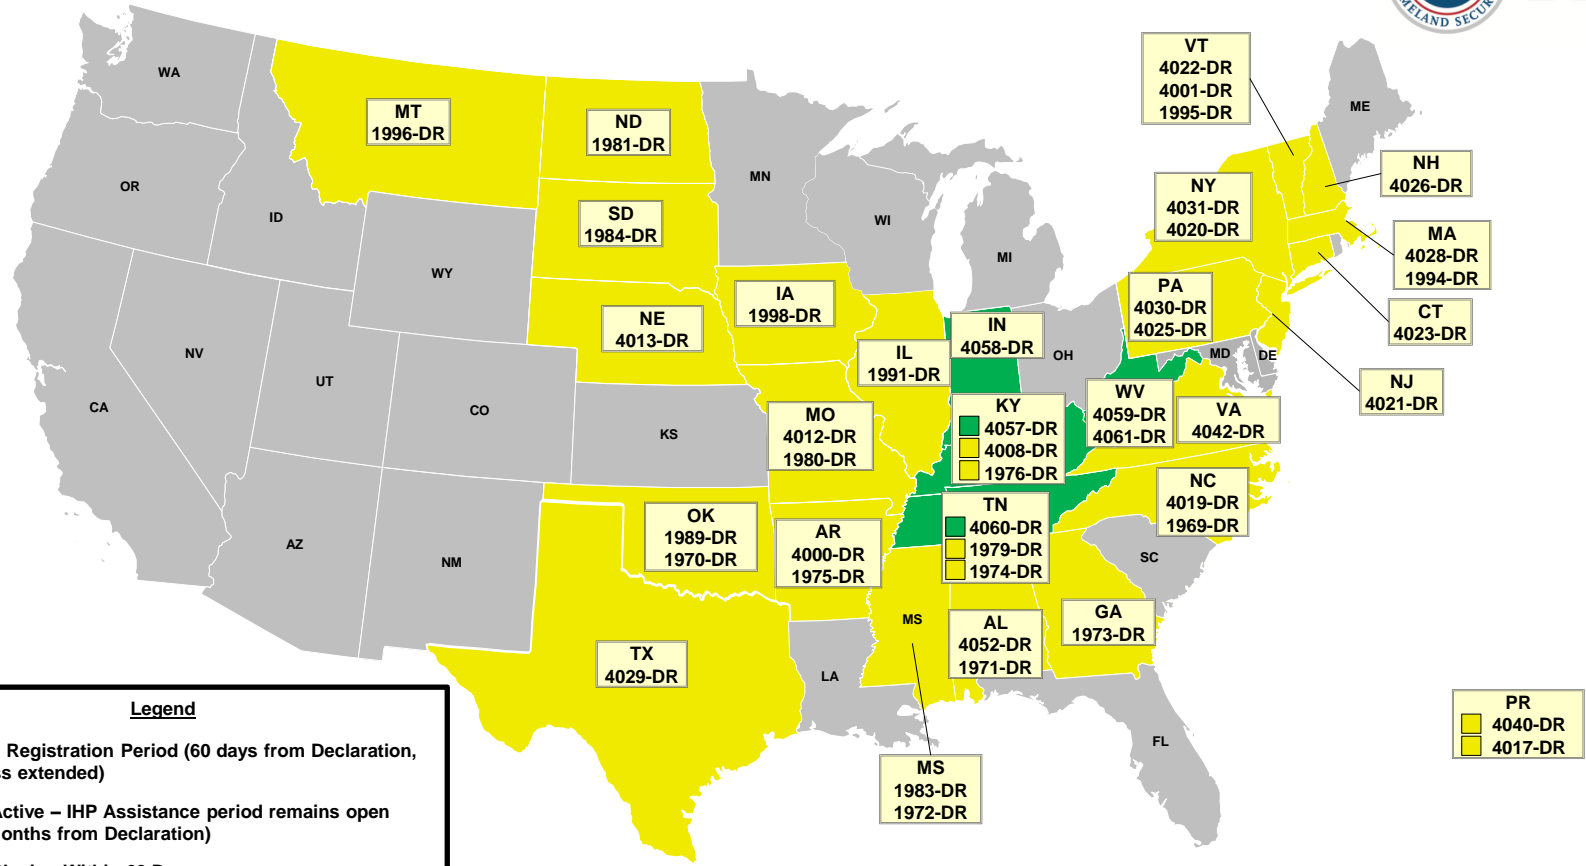 MELAND SECUR
WA
OR
ID
MT
1996-DR
ND
1981-DR
MN
SD
1984-DR
WY
WI
MI
VT
4022-DR
4001-DR
1995-DR
ME
NH
4026-DR
NY
4031-DR
4020-DR
MA
4028-DR
1994-DR
CT
4023-DR
NJ
4021-DR
PA
4030-DR
4025-DR
NV
CA
UT
CO
NE
4013-DR
IA
1998-DR
IL
1991-DR
IN
4058-DR
OH
MD
DE
KS
MO
4012-DR
1980-DR
KY
4057-DR
4008-DR
1976-DR
WV
4059-DR
4061-DR
VA
4042-DR
AZ
NM
OK
1989-DR
1970-DR
AR
4000-DR
1975-DR
TN
4060-DR
1979-DR
1974-DR
NC
4019-DR
1969-DR
SC
TX
4029-DR
LA
MS
AL
4052-DR
1971-DR
GA
1973-DR
FL
MS
1983-DR
1972-DR
PR
4040-DR
4017-DR
Legend
Registration Period (60 days from Declaration,
s extended)
Active – IHP Assistance period remains open
onths from Declaration)